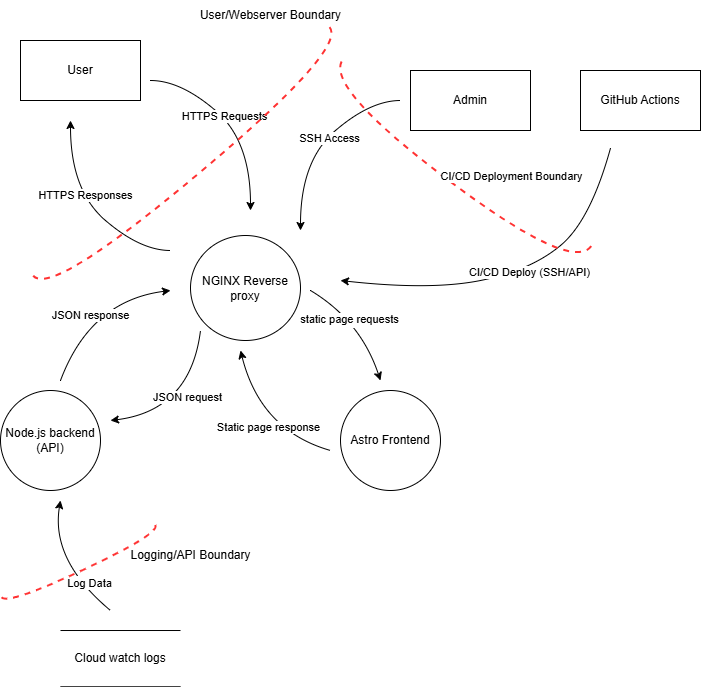 User/Webserver Boundary
User
Admin
GitHub Actions
HTTPS Requests
SSH Access
CI/CD Deployment Boundary
HTTPS Responses
CI/CD Deploy (SSH/API)
NGINX Reverse
proxy
JSON response
static page requests
JSON request
Static page response
Node.js backend
(API)
Astro Frontend
Logging/API Boundary
Log Data
Cloud watch logs